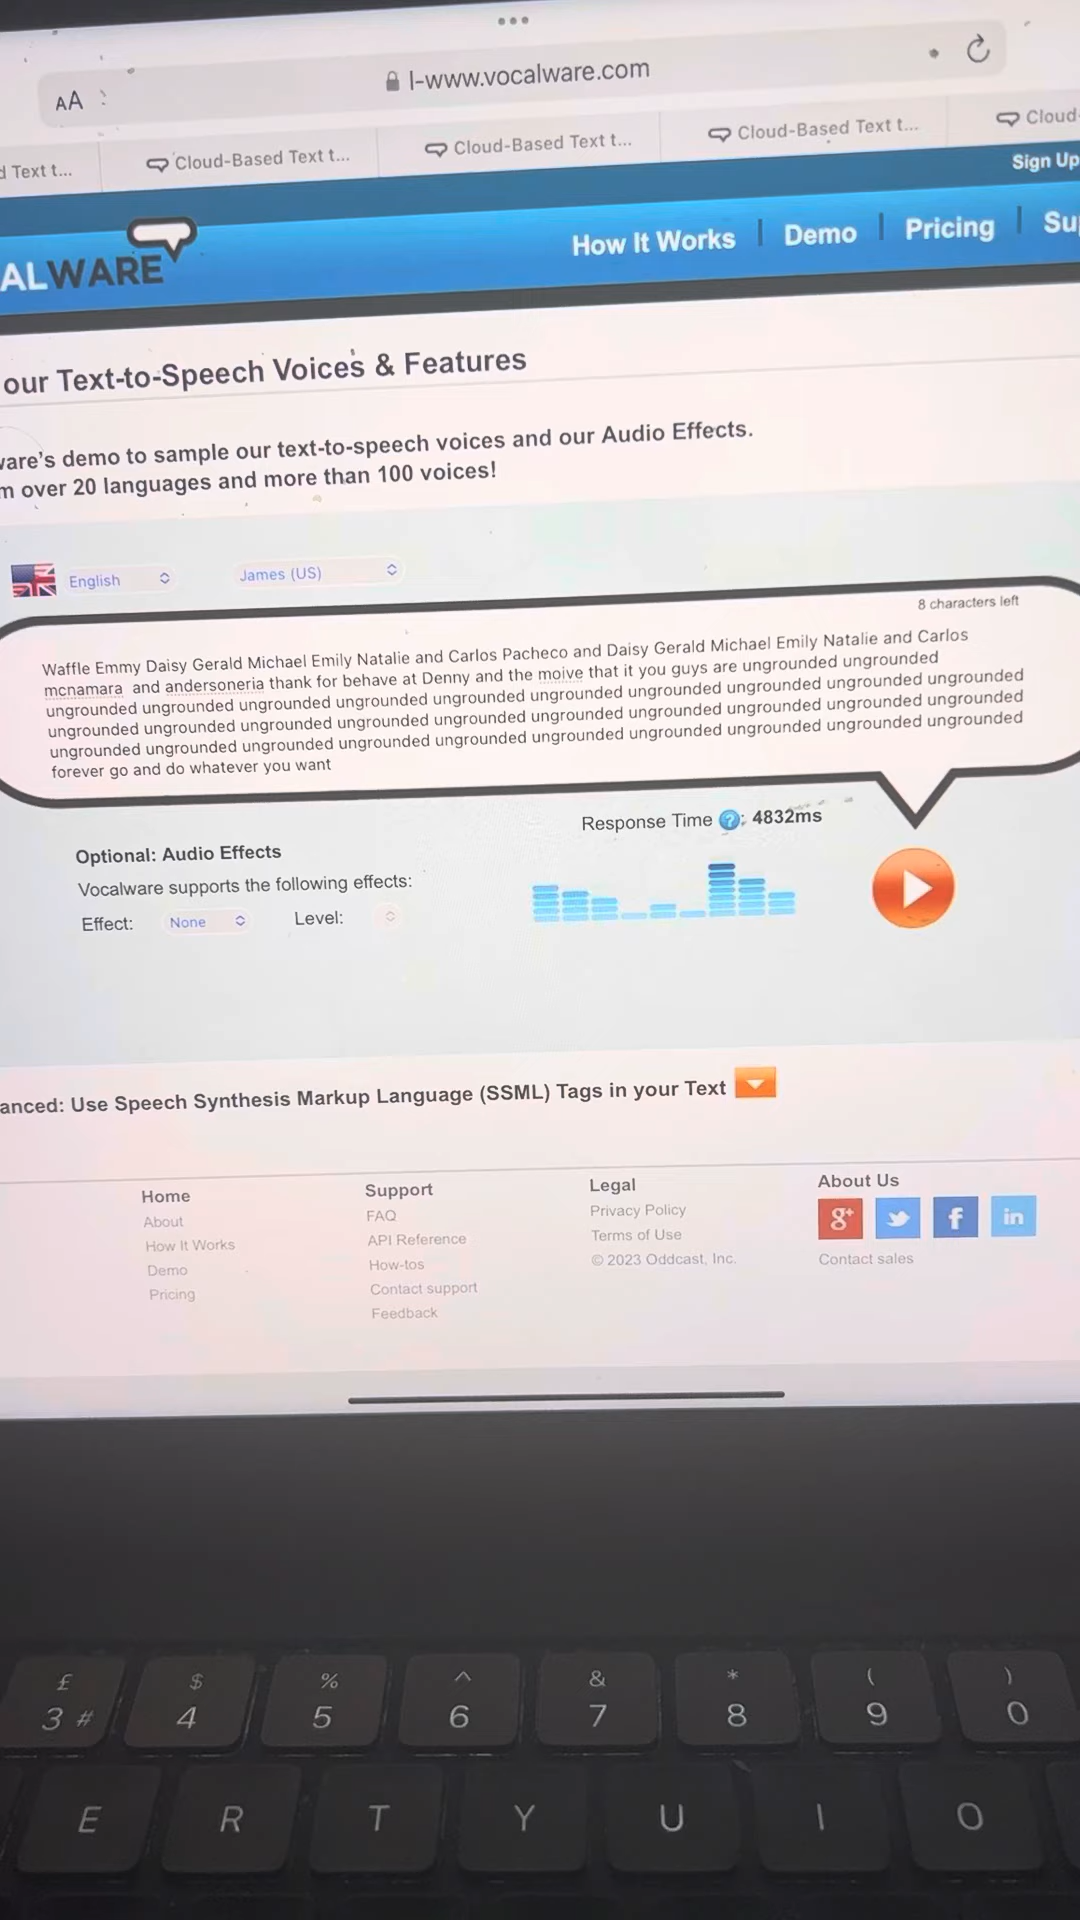 AA
l-www.vocalware.com
d Text t...
Cloud-Based Text t...
Cloud-Based Text t...
Cloud-Based Text t...
Cloud-
Sign Up
ALWARE
How It Works
Demo
Pricing
Su
our Text-to-Speech Voices & Features
ware's demo to sample our text-to-speech voices and our Audio Effects.
m over 20 languages and more than 100 voices!
English
James (US)
8 characters left
Waffle Emmy Daisy Gerald Michael Emily Natalie and Carlos Pacheco and Daisy Gerald Michael Emily Natalie and Carlos
mcnamara and andersoneria thank for behave at Denny and the moive that it you guys are ungrounded ungrounded
ungrounded ungrounded ungrounded ungrounded ungrounded ungrounded ungrounded ungrounded ungrounded ungrounded
ungrounded ungrounded ungrounded ungrounded ungrounded ungrounded ungrounded ungrounded ungrounded ungrounded
ungrounded ungrounded ungrounded ungrounded ungrounded ungrounded ungrounded ungrounded ungrounded ungrounded
forever go and do whatever you want
Response Time ?: 4832ms
Optional: Audio Effects
Vocalware supports the following effects:
Effect:
None
Level:
anced: Use Speech Synthesis Markup Language (SSML) Tags in your Text
Home
About
How It Works
Demo
Pricing
Support
FAQ
API Reference
How-tos
Contact support
Feedback
Legal
Privacy Policy
Terms of Use
© 2023 Oddcast, Inc.
About Us
g+
f
in
Contact sales
£ $ % ^ & * ( )
3 # 4 5 6 7 8 9 0
E R T Y U I O